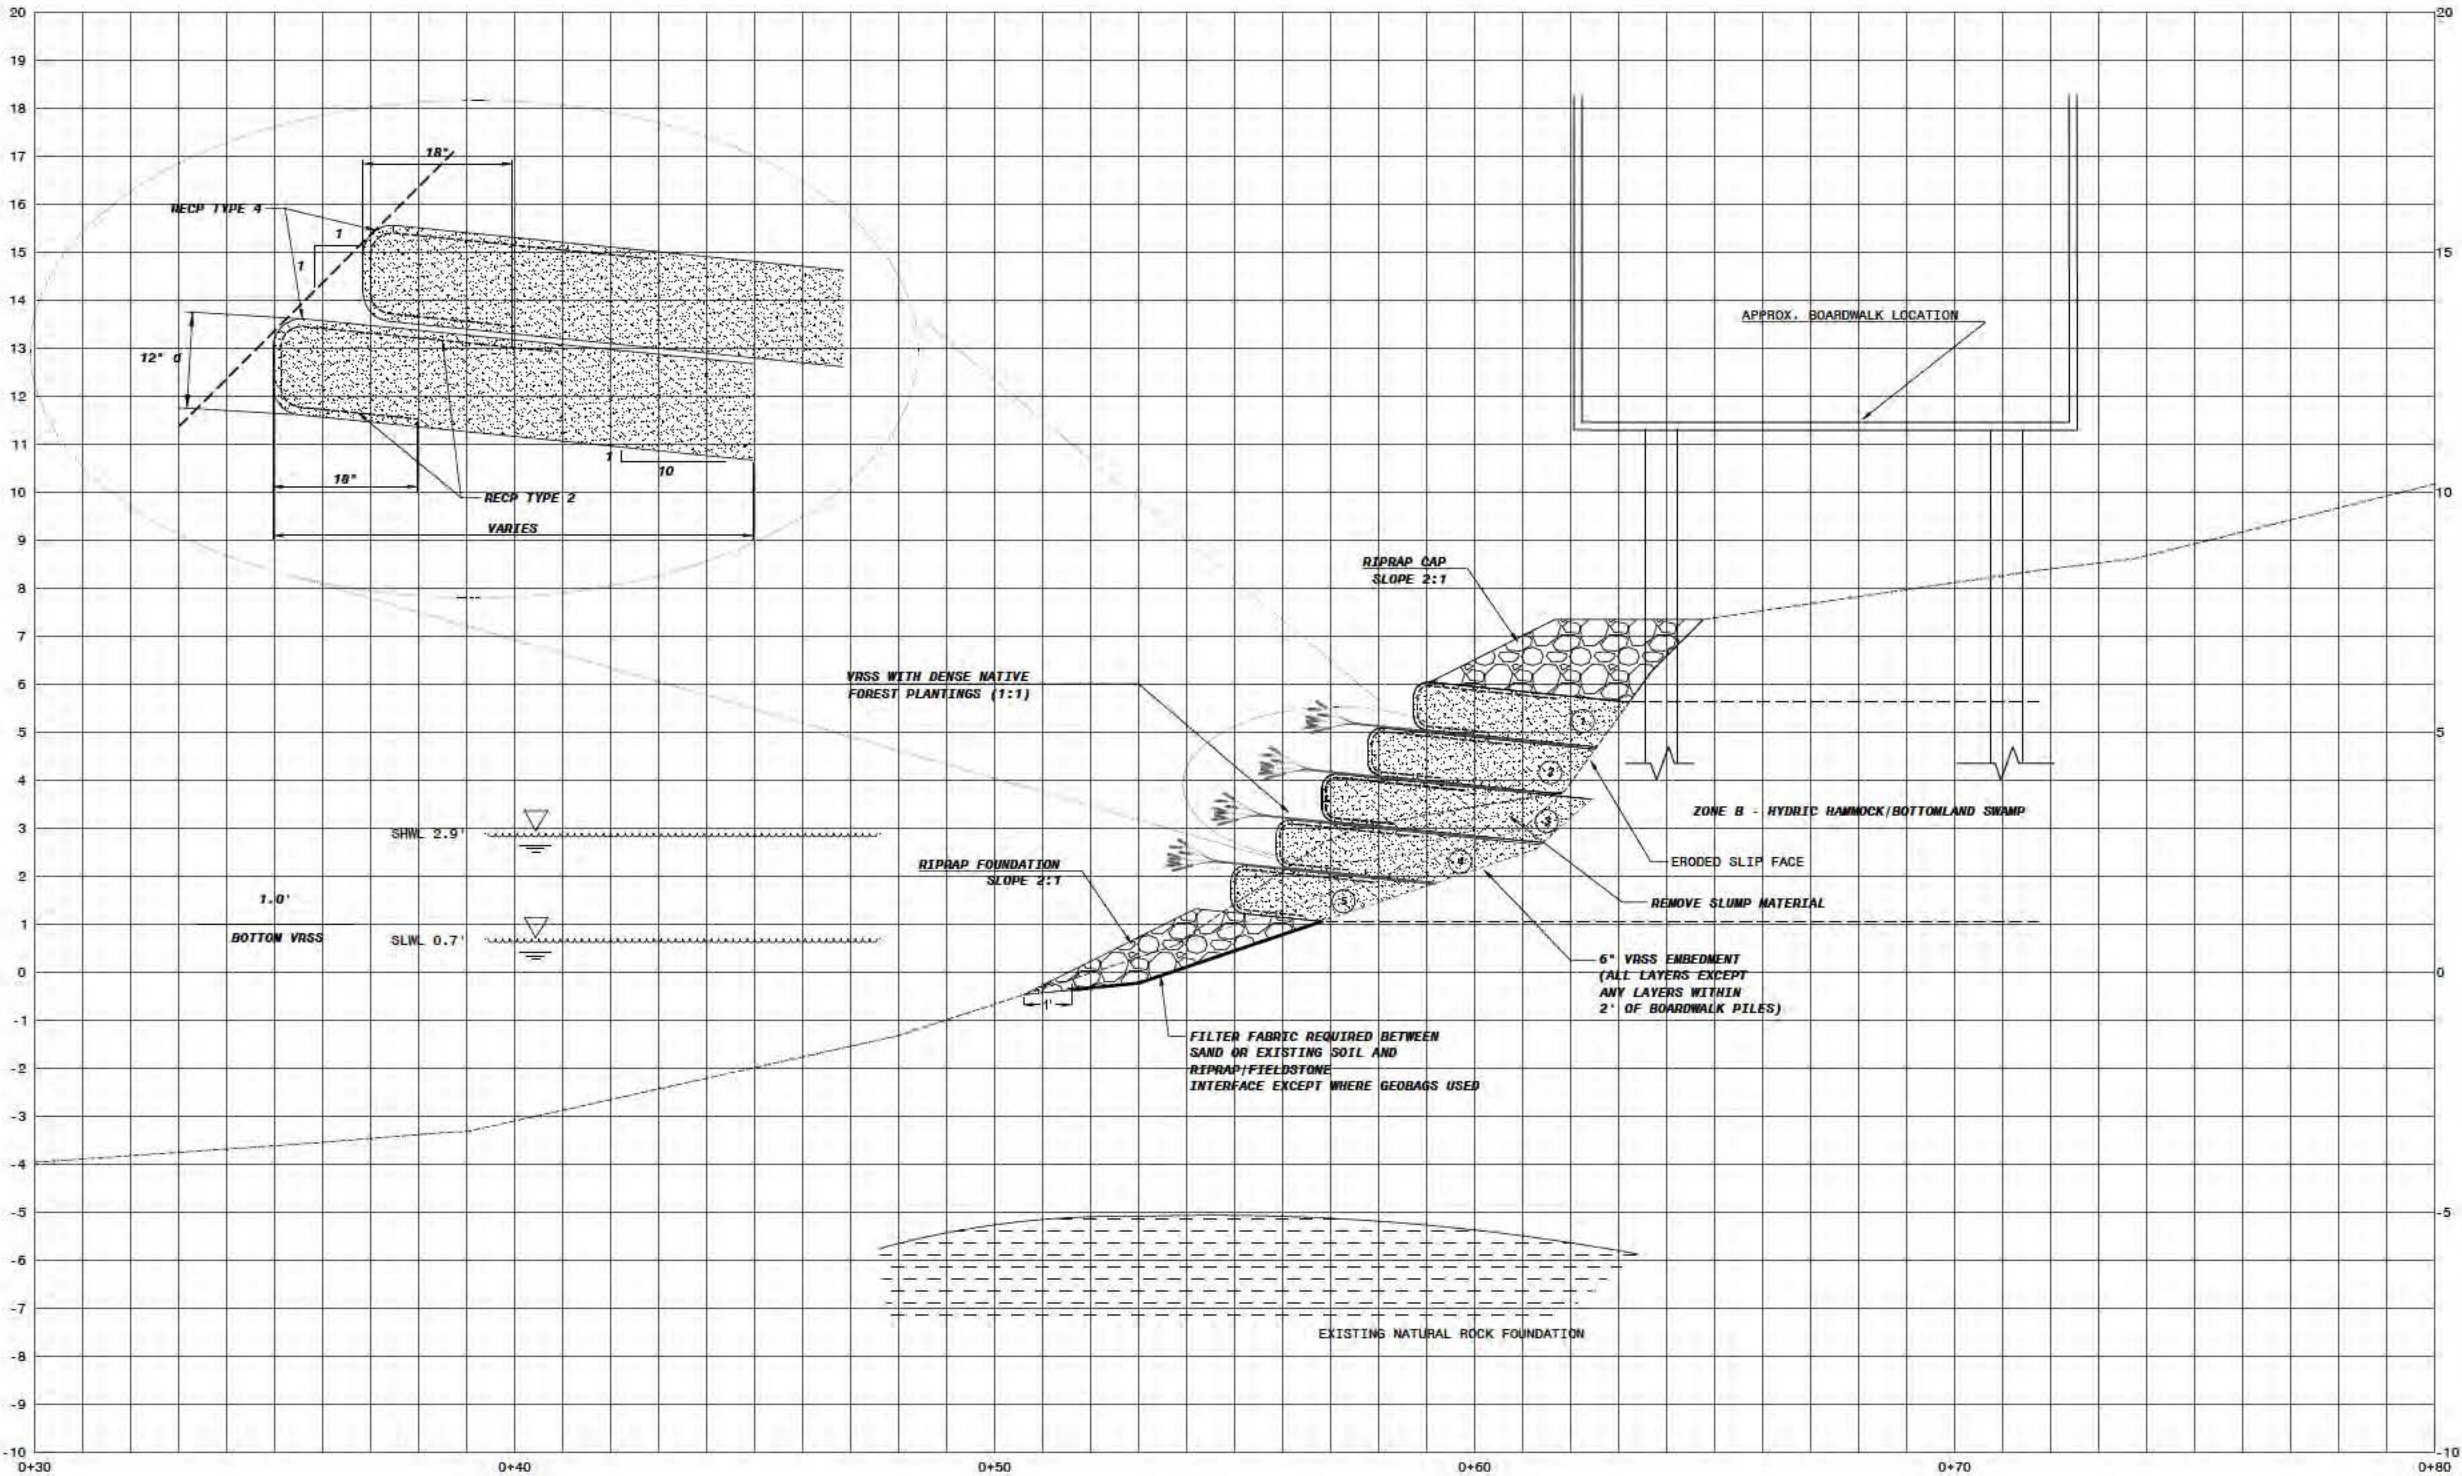 20
19
18
17
16
15
14
13
12
11
10
9
8
7
6
5
4
3
2
1
0
-1
-2
-3
-4
-5
-6
-7
-8
-9
-10
20
15
10
5
0
-5
-10
0+30
0+40
0+50
0+60
0+70
0+80
18"
RECP TYPE 4
1
1
12" d
1
10
18"
RECP TYPE 2
VARIES
APPROX. BOARDWALK LOCATION
RIPRAP CAP
SLOPE 2:1
VRSS WITH DENSE NATIVE
FOREST PLANTINGS (1:1)
1
2
3
4
5
SHWL 2.9'
ZONE B - HYDRIC HAMMOCK/BOTTOMLAND SWAMP
RIPRAP FOUNDATION
SLOPE 2:1
ERODED SLIP FACE
REMOVE SLUMP MATERIAL
1.0'
BOTTOM VRSS
SLWL 0.7'
6" VRSS EMBEDMENT
(ALL LAYERS EXCEPT
ANY LAYERS WITHIN
2' OF BOARDWALK PILES)
1'
FILTER FABRIC REQUIRED BETWEEN
SAND OR EXISTING SOIL AND
RIPRAP/FIELDSTONE
INTERFACE EXCEPT WHERE GEOBAGS USED
EXISTING NATURAL ROCK FOUNDATION